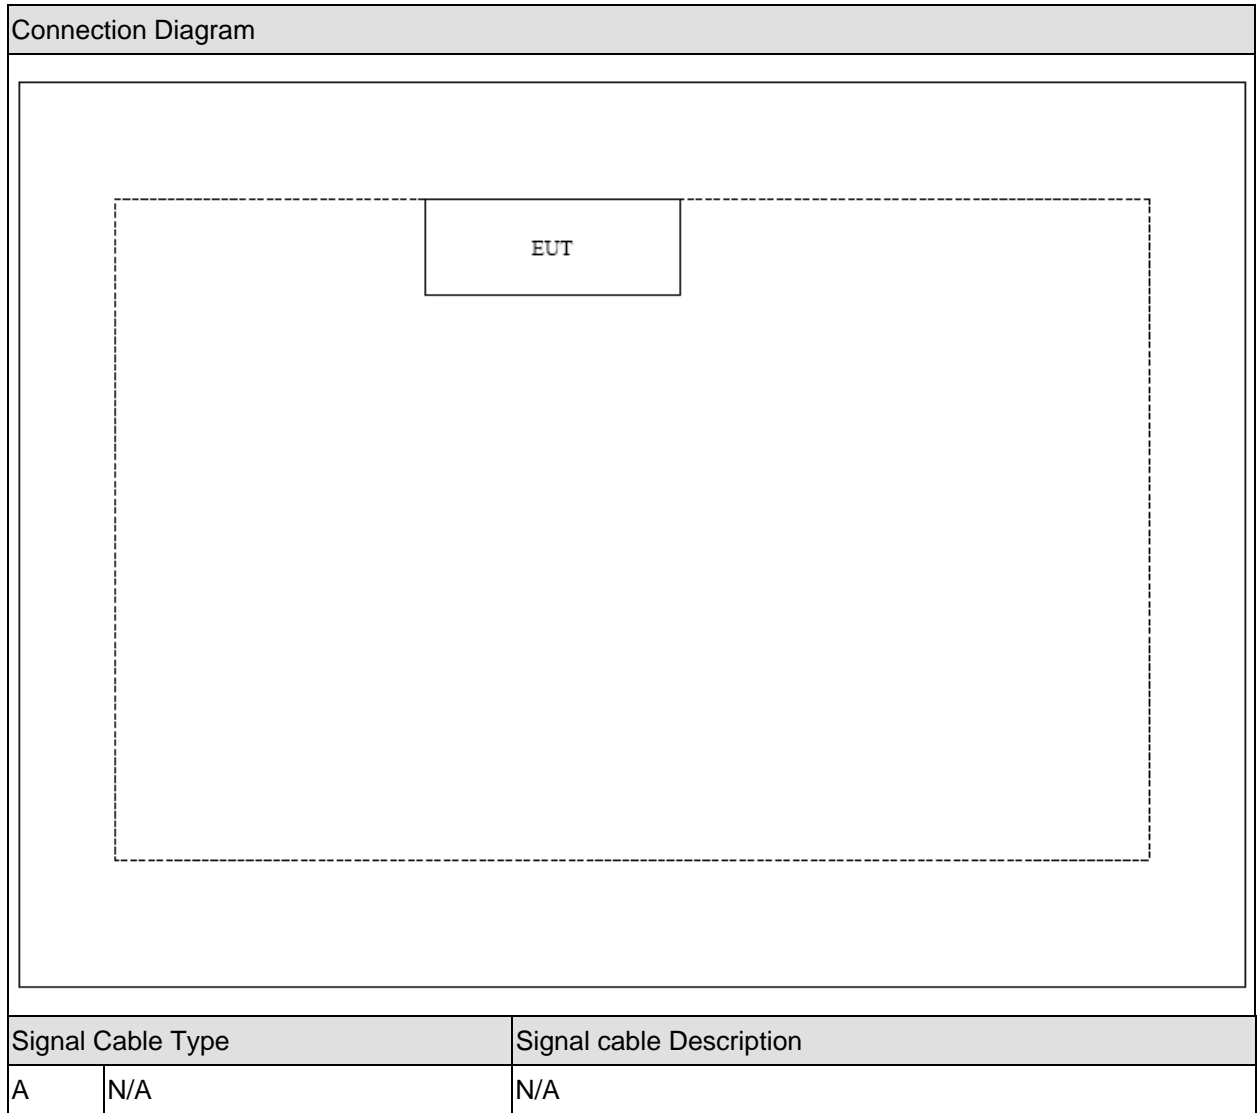 Connection Diagram
EUT
Signal Cable Type Signal cable Description
A N/A N/A